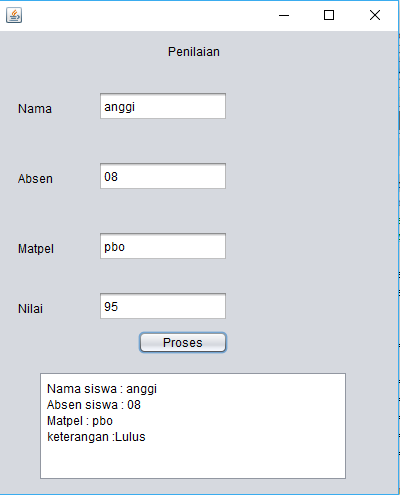 Penilaian
Nama anggi
Absen 08
Matpel pbo
Nilai 95
Proses
Nama siswa : anggi
Absen siswa : 08
Matpel : pbo
keterangan :Lulus